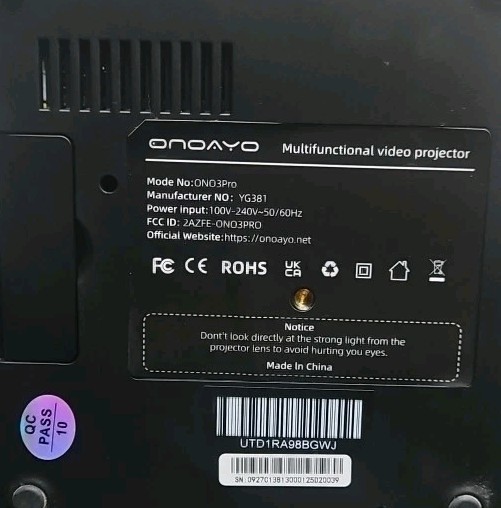 ONOAYO Multifunctional video projector
Mode No:ONO3Pro
Manufacturer NO: YG381
Power input:100V-240V~50/60Hz
FCC ID: 2AZFE-ONO3PRO
Official Website:https://onoayo.net
FC CE ROHS UK CA
Notice
Don't look directly at the strong light from the
projector lens to avoid hurting you eyes.
Made In China
QC
PASS
10
UTD1RA98BGWJ
SN:0927013813000125020039